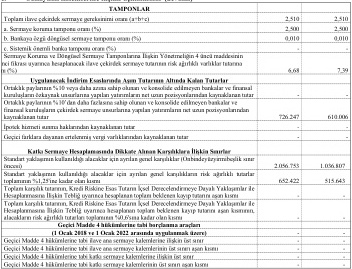 TAMPONLAR
Toplam ilave çekirdek sermaye gereksinimi oranı (a+b+c) 2,510 2,510
a. Sermaye koruma tamponu oranı (%) 2,500 2,500
b. Bankaya özgü döngüsel sermaye tamponu oranı (%) 0,010 0,010
c. Sistemik önemli banka tamponu oranı (%) - -
Sermaye Koruma ve Döngüsel Sermaye Tamponlarına İlişkin Yönetmeliğin 4 üncü maddesinin
nci fıkrası uyarınca hesaplanacak ilave çekirdek sermaye tutarının risk ağırlıklı varlıklar tutarına
nı (%) 6,68 7,39
Uygulanacak İndirim Esaslarında Aşım Tutarının Altında Kalan Tutarlar
Ortaklık paylarının %10 veya daha azına sahip olunan ve konsolide edilmeyen bankalar ve finansal
kuruluşların özkaynak unsurlarına yapılan yatırımların net uzun pozisyonlarından kaynaklanan tutar - -
Ortaklık paylarının %10'dan daha fazlasına sahip olunan ve konsolide edilmeyen bankalar ve
finansal kuruluşların çekirdek sermaye unsurlarına yapılan yatırımların net uzun pozisyonlarından
kaynaklanan tutar 726.247 610.006
İpotek hizmeti sunma haklarından kaynaklanan tutar - -
Geçici farklara dayanan ertelenmiş vergi varlıklarından kaynaklanan tutar - -
Katkı Sermaye Hesaplamasında Dikkate Alınan Karşılıklara İlişkin Sınırlar
Standart yaklaşımın kullanıldığı alacaklar için ayrılan genel karşılıklar (Onbindeyüzyirmibeşlik sınır
öncesi) 2.056.753 1.036.807
Standart yaklaşımın kullanıldığı alacaklar için ayrılan genel karşılıkların risk ağırlıklı tutarlar
toplamının %1,25'ine kadar olan kısmı 652.422 515.643
Toplam karşılık tutarının, Kredi Riskine Esas Tutarın İçsel Derecelendirmeye Dayalı Yaklaşımlar ile
Hesaplanmasına İlişkin Tebliğ uyarınca hesaplanan toplam beklenen kayıp tutarını aşan kısmı - -
Toplam karşılık tutarının, Kredi Riskine Esas Tutarın İçsel Derecelendirmeye Dayalı Yaklaşımlar ile
Hesaplanmasına İlişkin Tebliğ uyarınca hesaplanan toplam beklenen kayıp tutarını aşan kısmının,
alacakların risk ağırlıklı tutarları toplamının %0,6'sına kadar olan kısmı - -
Geçici Madde 4 hükümlerine tabi borçlanma araçları
(1 Ocak 2018 ve 1 Ocak 2022 arasında uygulanmak üzere) - -
Geçici Madde 4 hükümlerine tabi ilave ana sermaye kalemlerine ilişkin üst sınır - -
Geçici Madde 4 hükümlerine tabi ilave ana sermaye kalemlerinin üst sınırı aşan kısmı - -
Geçici Madde 4 hükümlerine tabi katkı sermaye kalemlerine ilişkin üst sınır - -
Geçici Madde 4 hükümlerine tabi katkı sermaye kalemlerinin üst sınırı aşan kısmı - -